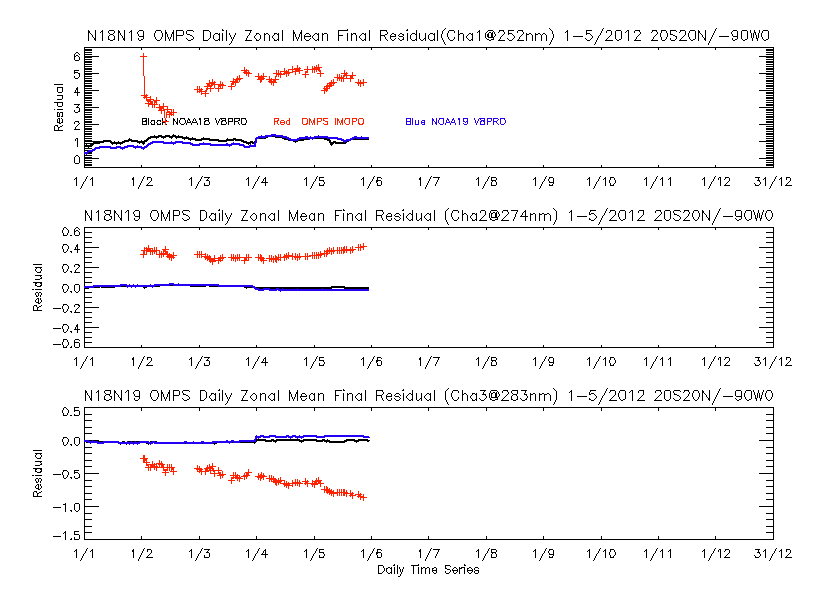 N18N19 OMPS Daily Zonal Mean Final Residual(Cha1@252nm) 1-5/2012 20S20N/-90W0
6
5
4
3
2
1
0
Residual
Black NOAA18 V8PRO Red OMPS IMOPO Blue NOAA19 V8PRO
1/1 1/2 1/3 1/4 1/5 1/6 1/7 1/8 1/9 1/10 1/11 1/12 31/12
N18N19 OMPS Daily Zonal Mean Final Residual (Cha2@274nm) 1-5/2012 20S20N/-90W0
0.6
0.4
0.2
0.0
-0.2
-0.4
-0.6
Residual
1/1 1/2 1/3 1/4 1/5 1/6 1/7 1/8 1/9 1/10 1/11 1/12 31/12
N18N19 OMPS Daily Zonal Mean Final Residual (Cha3@283nm) 1-5/2012 20S20N/-90W0
0.5
0.0
-0.5
-1.0
-1.5
Residual
1/1 1/2 1/3 1/4 1/5 1/6 1/7 1/8 1/9 1/10 1/11 1/12 31/12
Daily Time Series